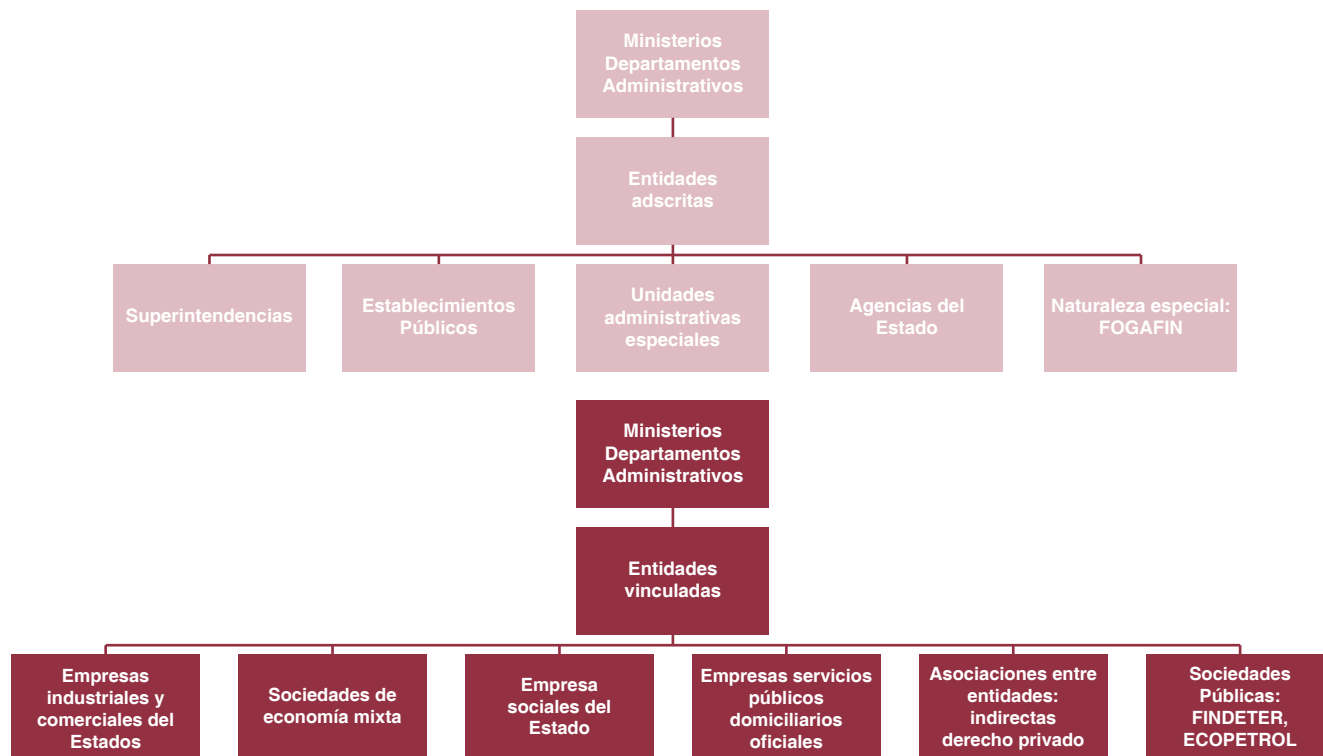 Ministerios
Departamentos
Administrativos
Entidades
adscritas
Superintendencias
Establecimientos
Públicos
Unidades
administrativas
especiales
Agencias del
Estado
Naturaleza especial:
FOGAFIN
Ministerios
Departamentos
Administrativos
Entidades
vinculadas
Empresas
industriales y
comerciales del
Estados
Sociedades de
economía mixta
Empresa
sociales del
Estado
Empresas servicios
públicos
domiciliarios
oficiales
Asociaciones entre
entidades:
indirectas
derecho privado
Sociedades
Públicas:
FINDETER,
ECOPETROL